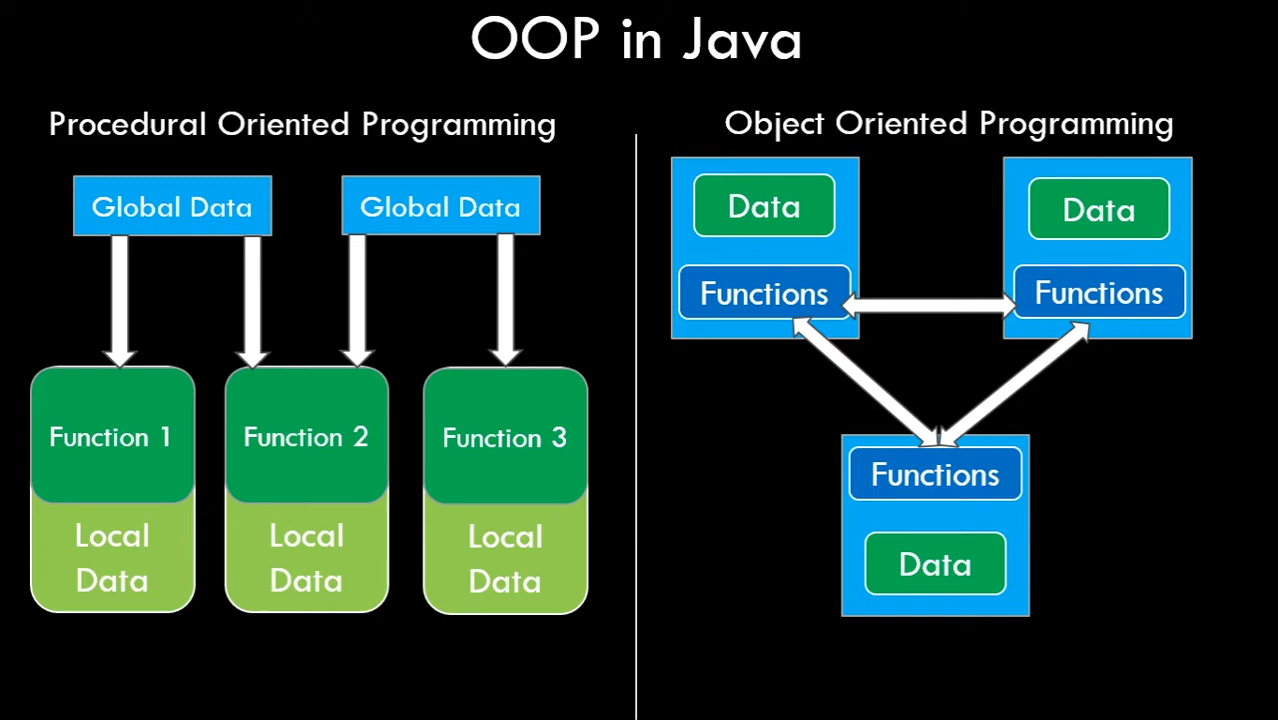 OOP in Java
Procedural Oriented Programming
Global Data
Global Data
Function 1
Function 2
Function 3
Local
Data
Local
Data
Local
Data
Object Oriented Programming
Data
Data
Functions
Functions
Functions
Data